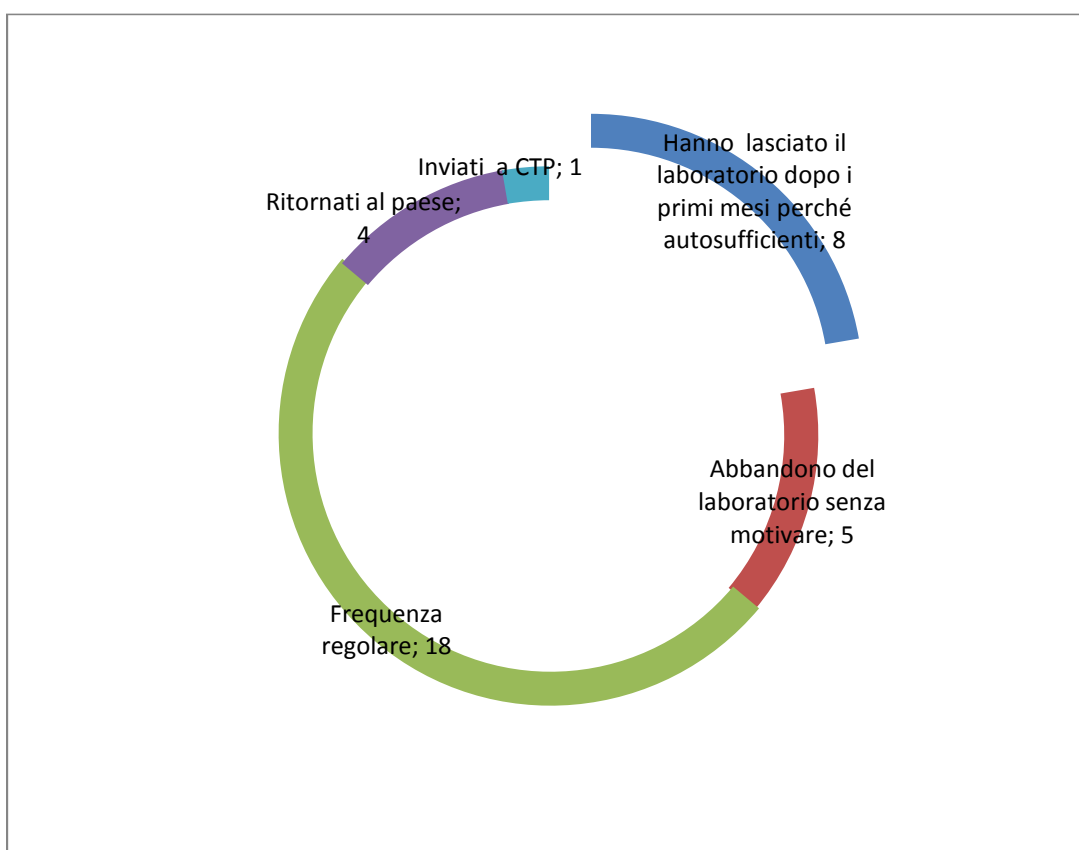 Inviati a CTP; 1
Ritornati al paese;
4
Hanno lasciato il
laboratorio dopo i
primi mesi perché
autosufficienti; 8
Abbandono del
laboratorio senza
motivare; 5
Frequenza
regolare; 18